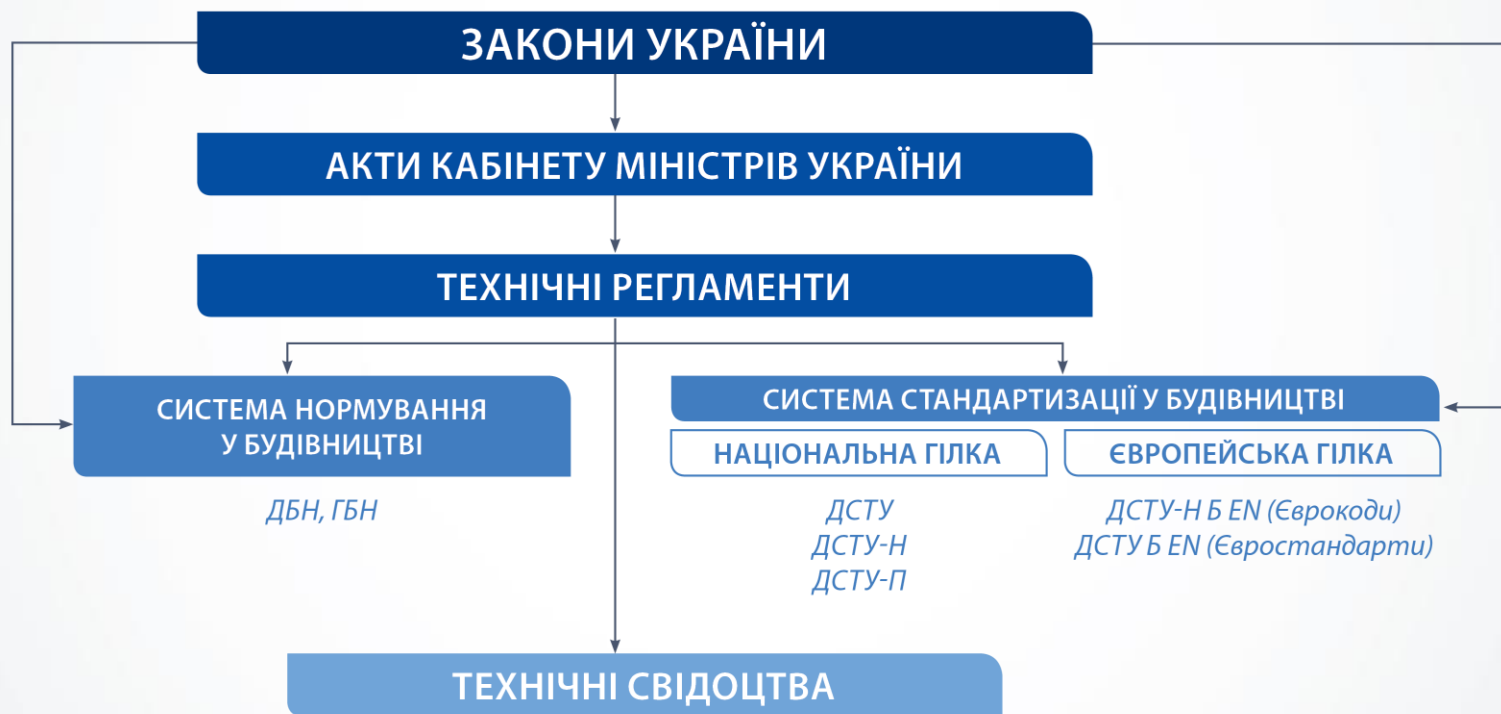 ЗАКОНИ УКРАЇНИ
АКТИ КАБІНЕТУ МІНІСТРІВ УКРАЇНИ
ТЕХНІЧНІ РЕГЛАМЕНТИ
СИСТЕМА НОРМУВАННЯ
У БУДІВНИЦТВІ
ДБН, ГБН
СИСТЕМА СТАНДАРТИЗАЦІЇ У БУДІВНИЦТВІ
НАЦІОНАЛЬНА ГІЛКА
ДСТУ
ДСТУ-Н
ДСТУ-П
ЄВРОПЕЙСЬКА ГІЛКА
ДСТУ-Н Б EN (Єврокоди)
ДСТУ Б EN (Євростандарти)
ТЕХНІЧНІ СВІДОЦТВА